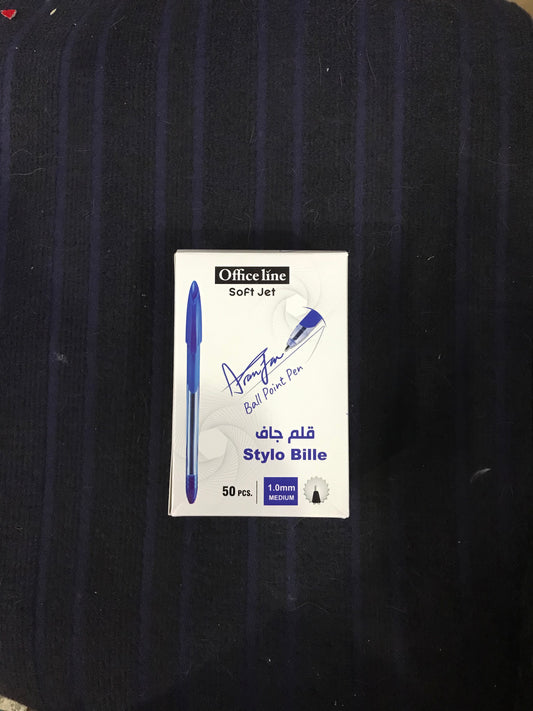 Office line
Soft Jet
Ball Point Pen
قلم جاف
Stylo Bille
50 PCS.
1.0mm
MEDIUM